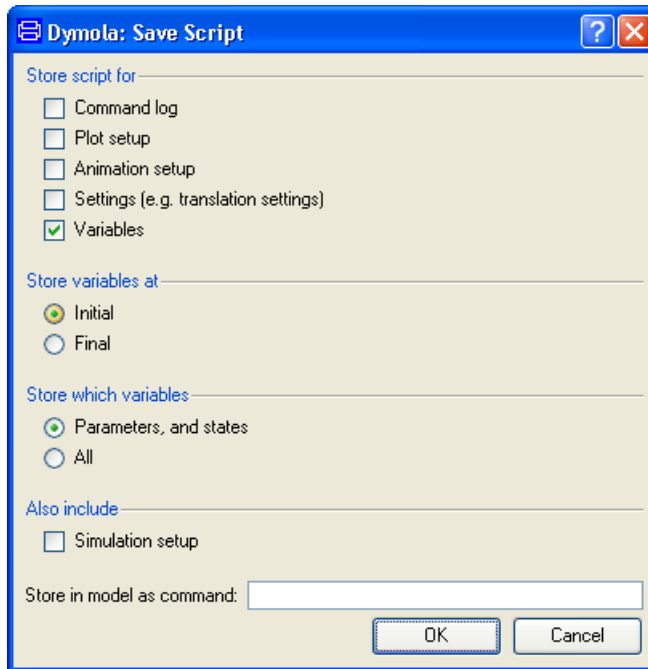 Dymola: Save Script
Store script for
Command log
Plot setup
Animation setup
Settings (e.g. translation settings)
Variables
Store variables at
Initial
Final
Store which variables
Parameters, and states
All
Also include
Simulation setup
Store in model as command:
OK Cancel